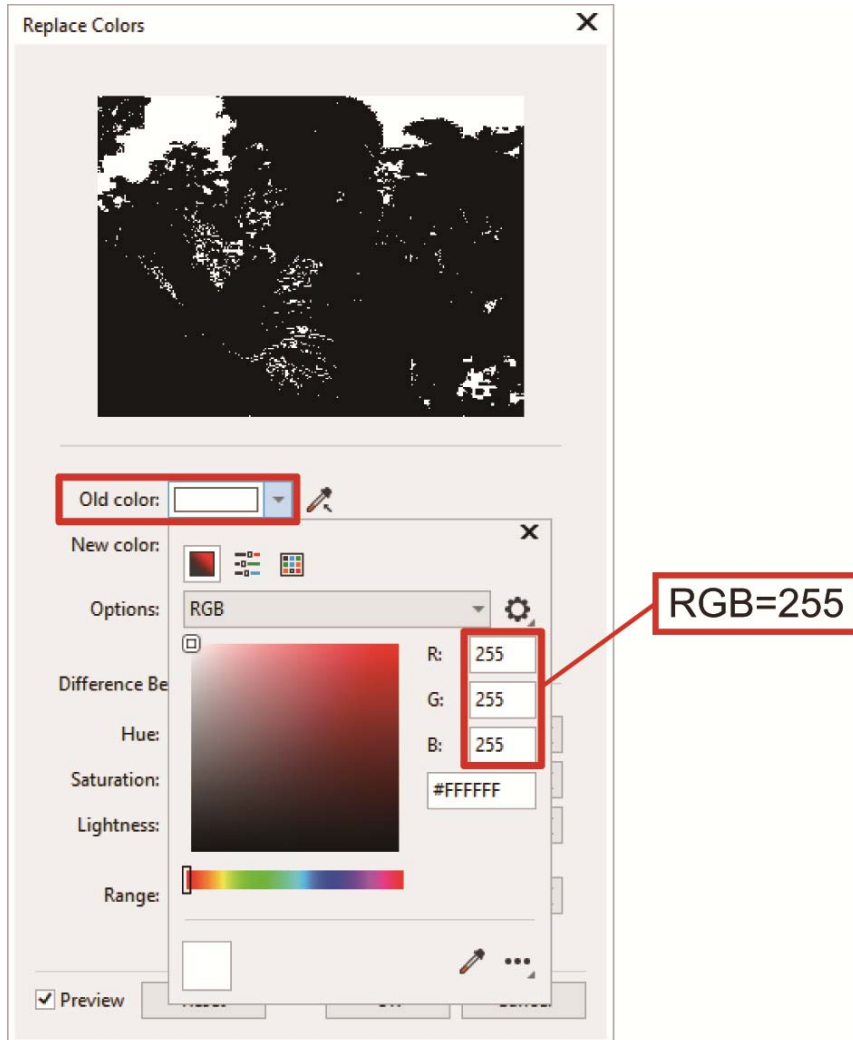 Replace Colors
Old color:
New color:
Options: RGB
R: 255
Difference Be
G: 255
Hue:
B: 255
Saturation:
#FFFFFF
Lightness:
Range:
Preview
RGB=255